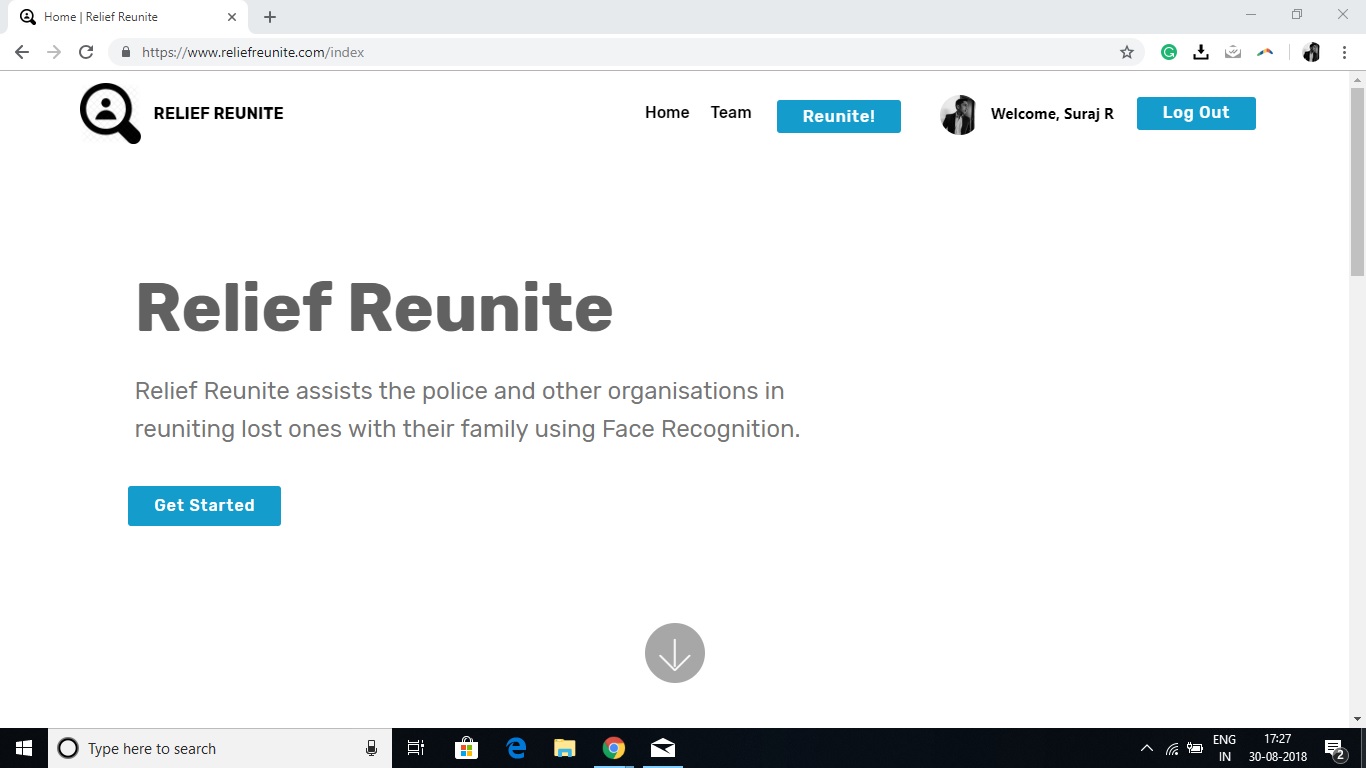 Home | Relief Reunite
https://www.reliefreunite.com/index
RELIEF REUNITE
Home
Team
Reunite!
Welcome, Suraj R
Log Out
Relief Reunite
Relief Reunite assists the police and other organisations in
reuniting lost ones with their family using Face Recognition.
Get Started
Type here to search
ENG
IN
17:27
30-08-2018
2